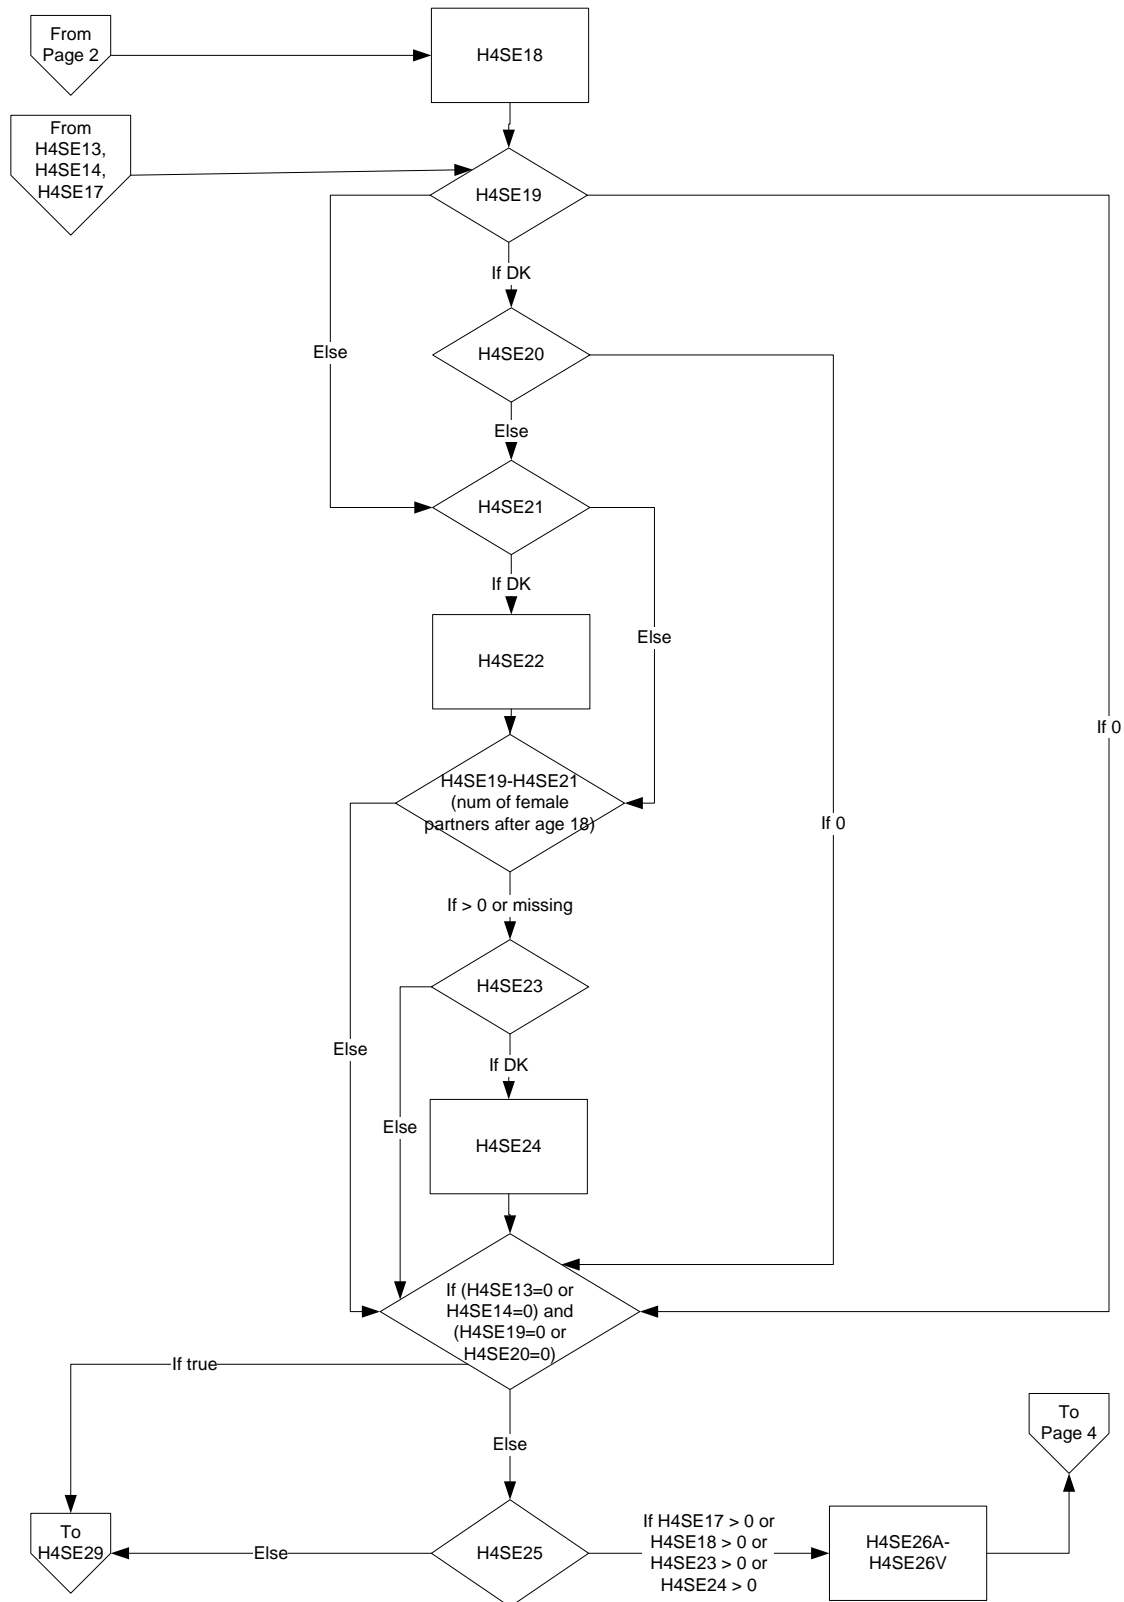 From
Page 2
H4SE18
From
H4SE13,
H4SE14,
H4SE17
H4SE19
If DK
Else
H4SE20
Else
H4SE21
If DK
Else
H4SE22
If 0
H4SE19-H4SE21
(num of female
partners after age 18)
If 0
If > 0 or missing
H4SE23
Else
If DK
Else
H4SE24
If (H4SE13=0 or
H4SE14=0) and
(H4SE19=0 or
H4SE20=0)
If true
To
Page 4
Else
To
H4SE29
Else
H4SE25
If H4SE17 > 0 or
H4SE18 > 0 or
H4SE23 > 0 or
H4SE24 > 0
H4SE26A-
H4SE26V